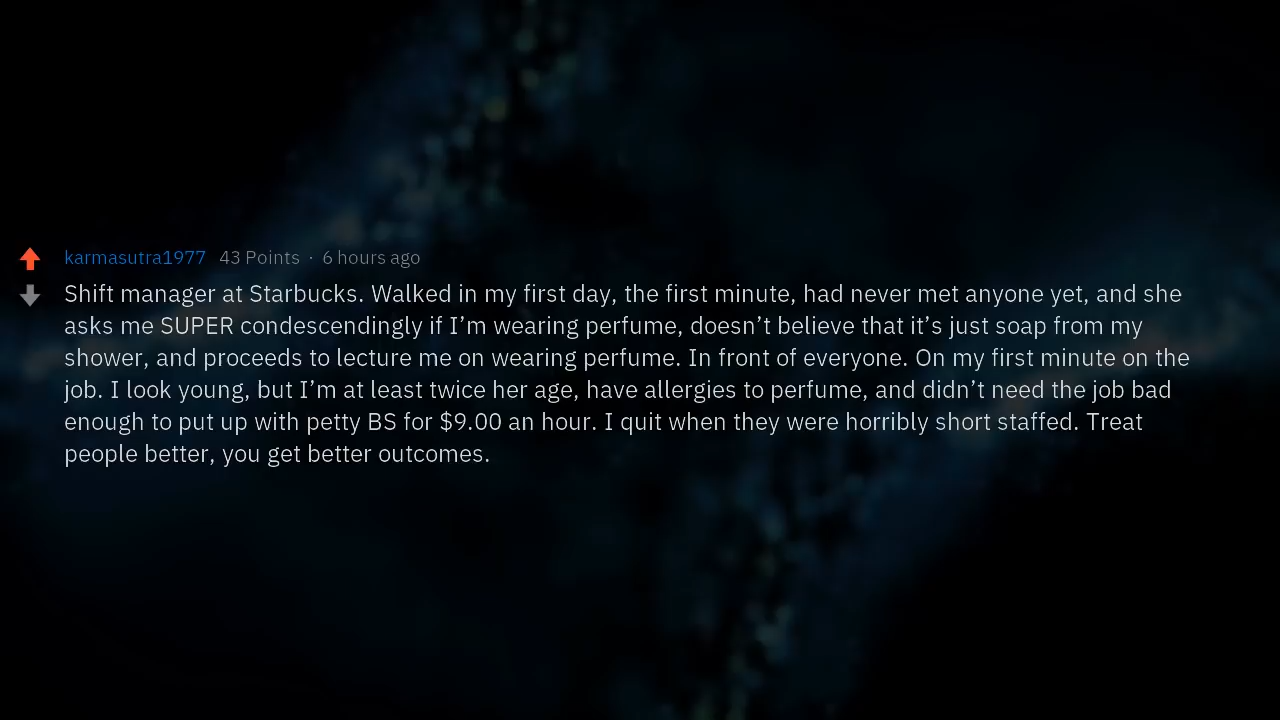 karmasutra1977 43 Points · 6 hours ago
Shift manager at Starbucks. Walked in my first day, the first minute, had never met anyone yet, and she
asks me SUPER condescendingly if I’m wearing perfume, doesn’t believe that it’s just soap from my
shower, and proceeds to lecture me on wearing perfume. In front of everyone. On my first minute on the
job. I look young, but I’m at least twice her age, have allergies to perfume, and didn’t need the job bad
enough to put up with petty BS for $9.00 an hour. I quit when they were horribly short staffed. Treat
people better, you get better outcomes.